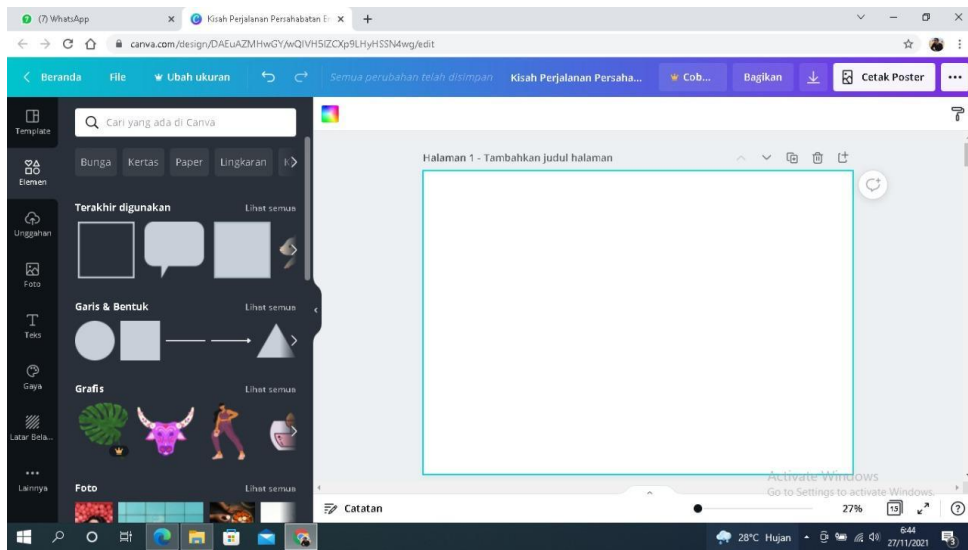 (7) WhatsApp
Kisah Perjalanan Persahabatan E
canva.com/design/DAEuAZMHwGY/wQIVH5IZCXp9LHyHSSN4wg/edit
Beranda File Ubah ukuran Semua perubahan telah disimpan Kisah Perjalanan Persaha... Cob... Bagikan Cetak Poster
Template
Elemen
Unggahan
Foto
Teks
Gaya
Latar Bela...
Lainnya
Cari yang ada di Canva
Bunga Kertas Paper Lingkaran
Terakhir digunakan Lihat semua
Garis & Bentuk Lihat semua
Grafis Lihat semua
Foto Lihat semua
Halaman 1 - Tambahkan judul halaman
Activate Windows
Go to Settings to activate Windows.
Catatan 27% 15
28°C Hujan 6:44
27/11/2021 3